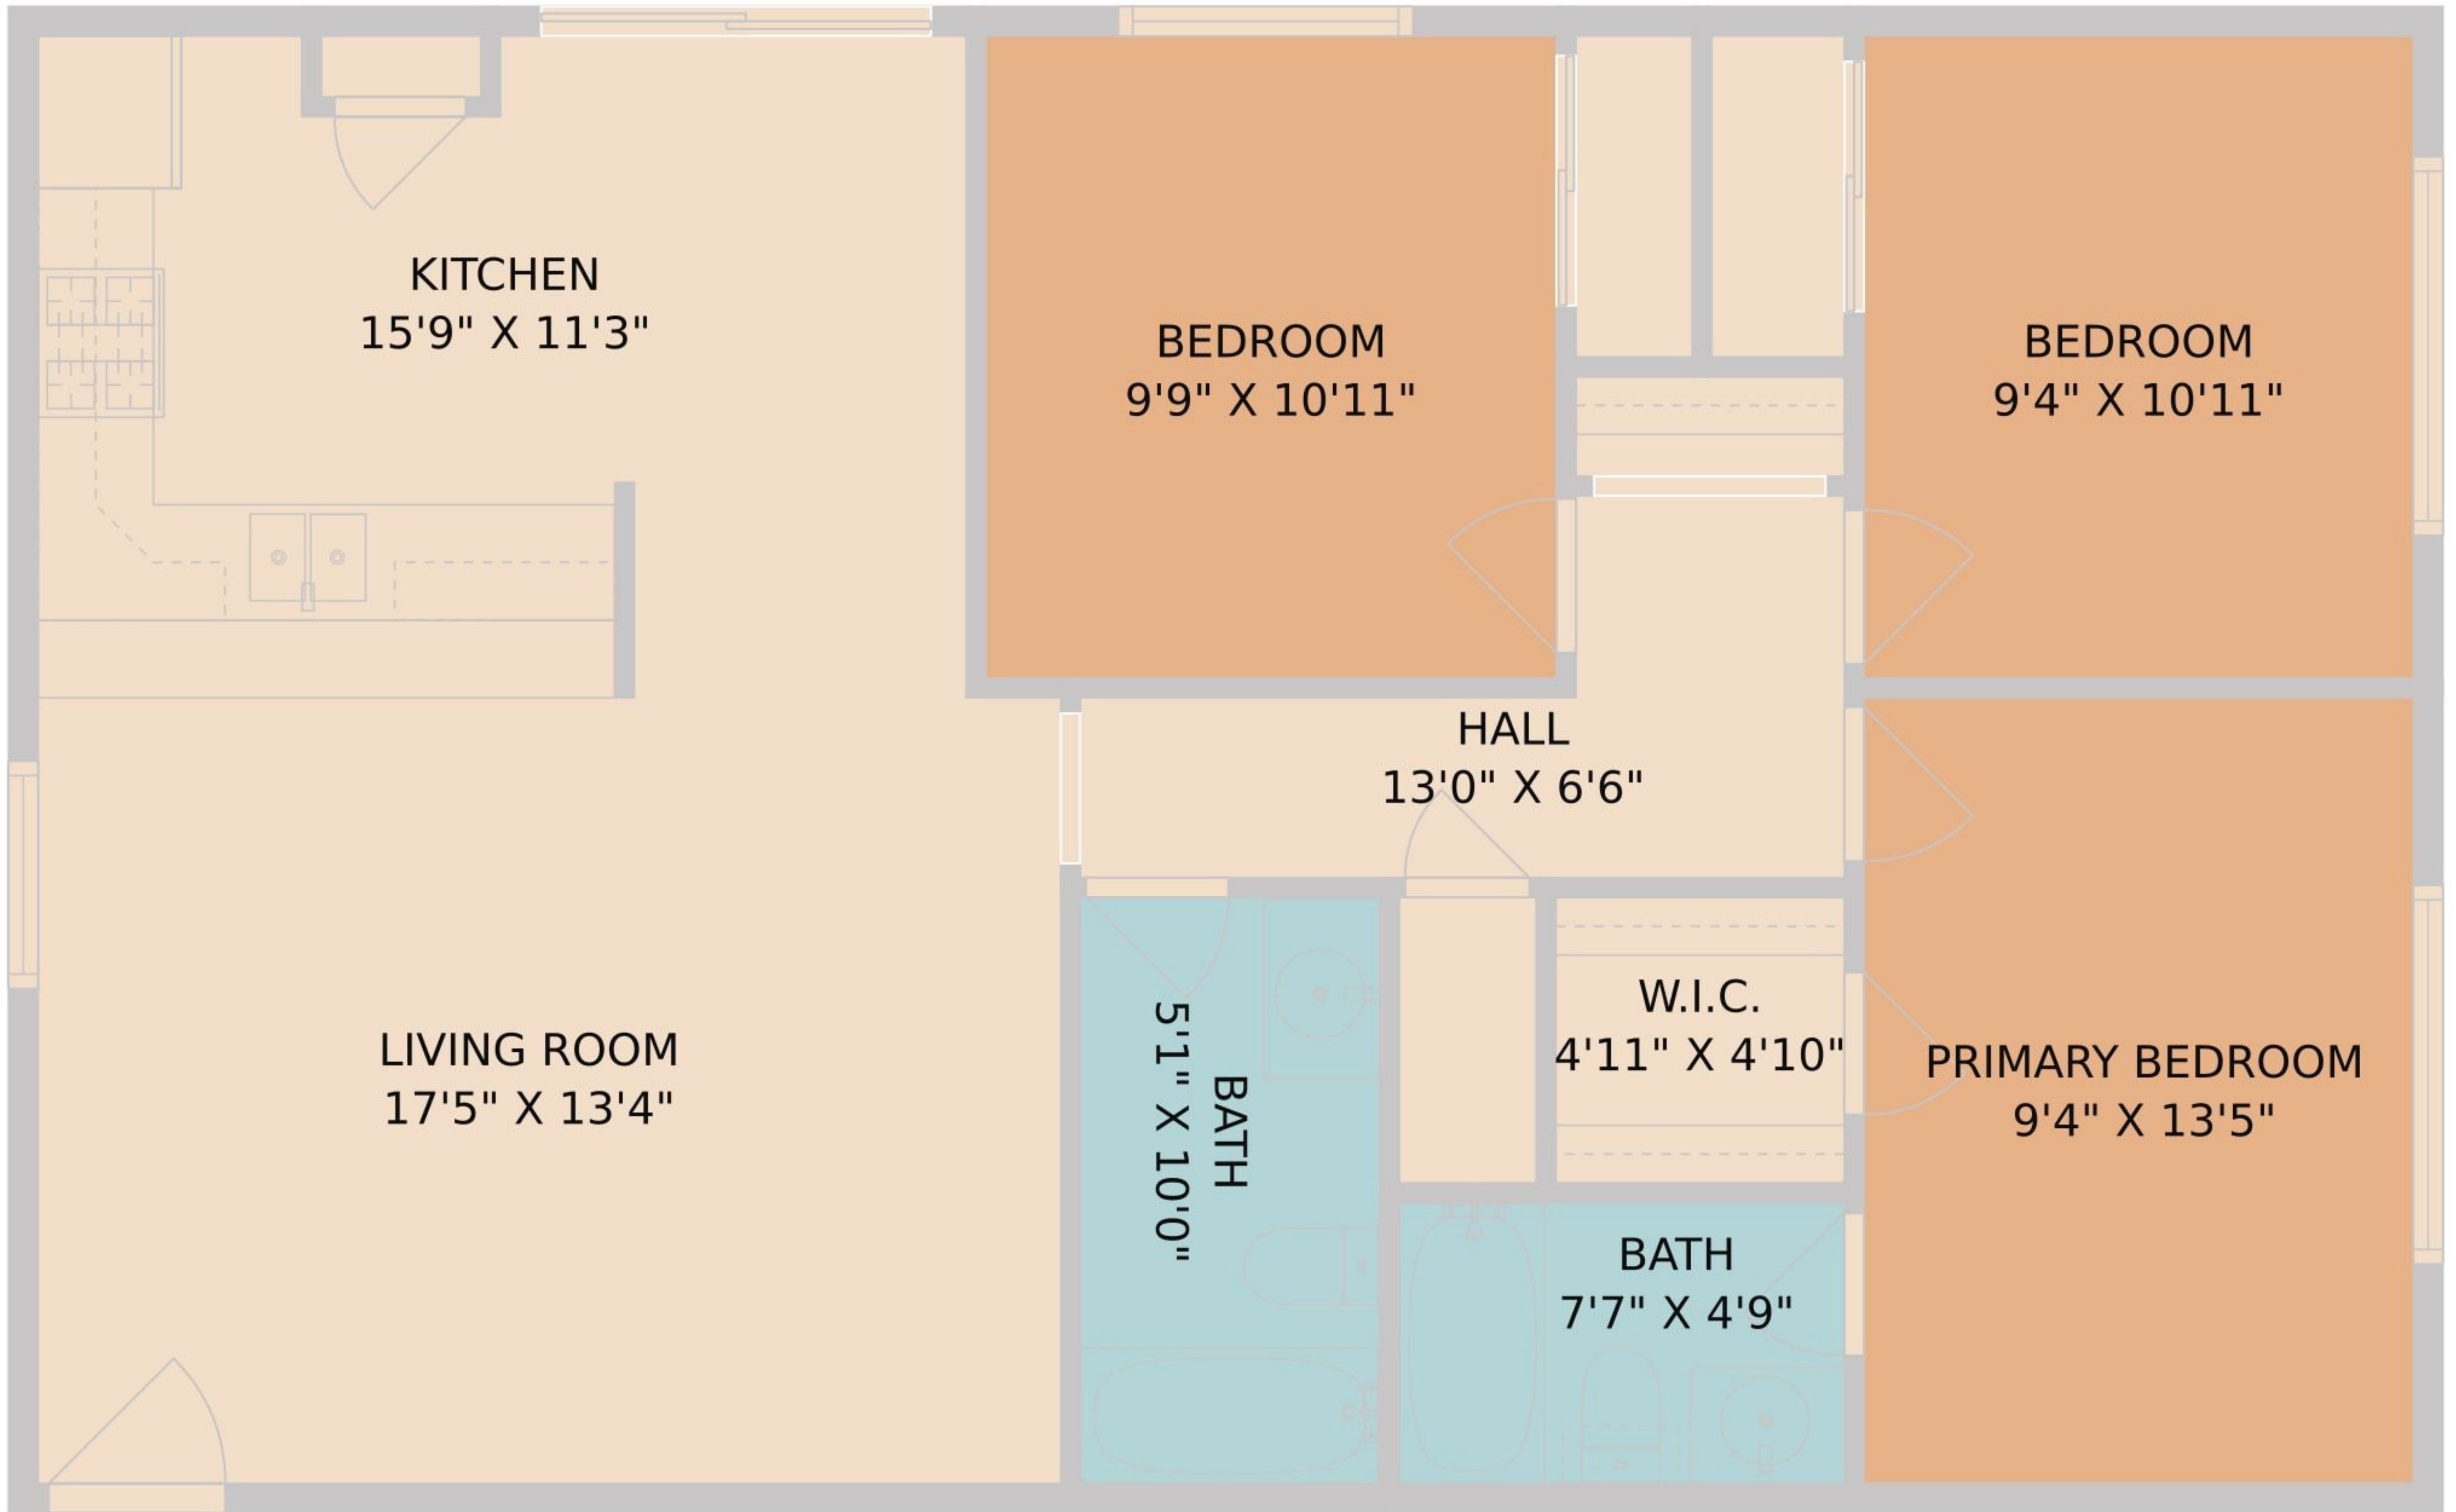 KITCHEN
15'9" X 11'3"
BEDROOM
9'9" X 10'11"
BEDROOM
9'4" X 10'11"
HALL
13'0" X 6'6"
LIVING ROOM
17'5" X 13'4"
BATH
5'1" X 10'0"
W.I.C.
4'11" X 4'10"
PRIMARY BEDROOM
9'4" X 13'5"
BATH
7'7" X 4'9"